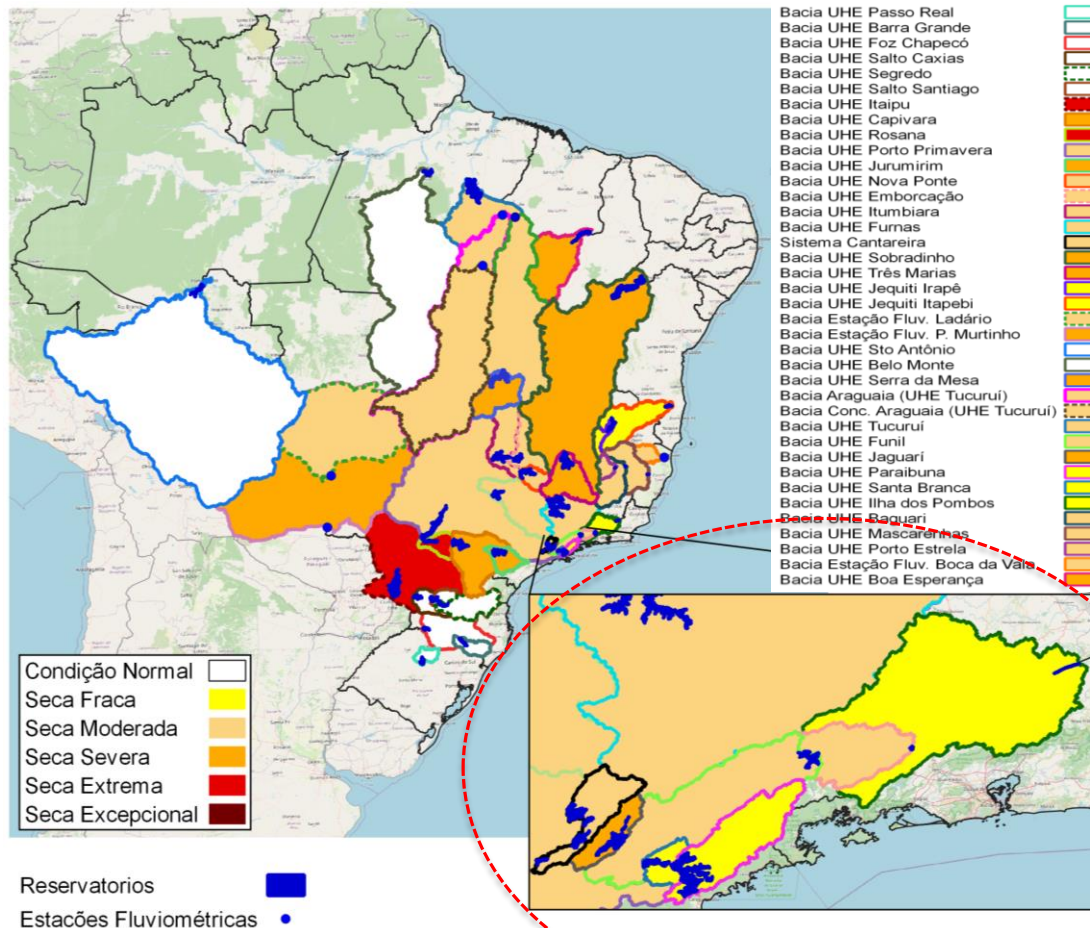 Bacia UHE Passo Real
Bacia UHE Barra Grande
Bacia UHE Foz Chapecó
Bacia UHE Salto Caxias
Bacia UHE Segredo
Bacia UHE Salto Santiago
Bacia UHE Itaipu
Bacia UHE Capivara
Bacia UHE Rosana
Bacia UHE Porto Primavera
Bacia UHE Jurumirim
Bacia UHE Nova Ponte
Bacia UHE Emborcação
Bacia UHE Itumbiara
Bacia UHE Furnas
Sistema Cantareira
Bacia UHE Sobradinho
Bacia UHE Três Marias
Bacia UHE Jequiti Irapê
Bacia UHE Jequiti Itapebi
Bacia Estação Fluv. Ladário
Bacia Estação Fluv. P. Murtinho
Bacia UHE Sto Antônio
Bacia UHE Belo Monte
Bacia UHE Serra da Mesa
Bacia Araguaia (UHE Tucuruí)
Bacia Conc. Araguaia (UHE Tucuruí)
Bacia UHE Tucuruí
Bacia UHE Funil
Bacia UHE Jaguarí
Bacia UHE Paraibuna
Bacia UHE Santa Branca
Bacia UHE Ilha dos Pombos
Bacia UHE Baguari
Bacia UHE Mascarenhas
Bacia UHE Porto Estrela
Bacia Estação Fluv. Boca da Vala
Bacia UHE Boa Esperança
Condição Normal
Seca Fraca
Seca Moderada
Seca Severa
Seca Extrema
Seca Excepcional
Reservatorios
Estacões Fluviométricas